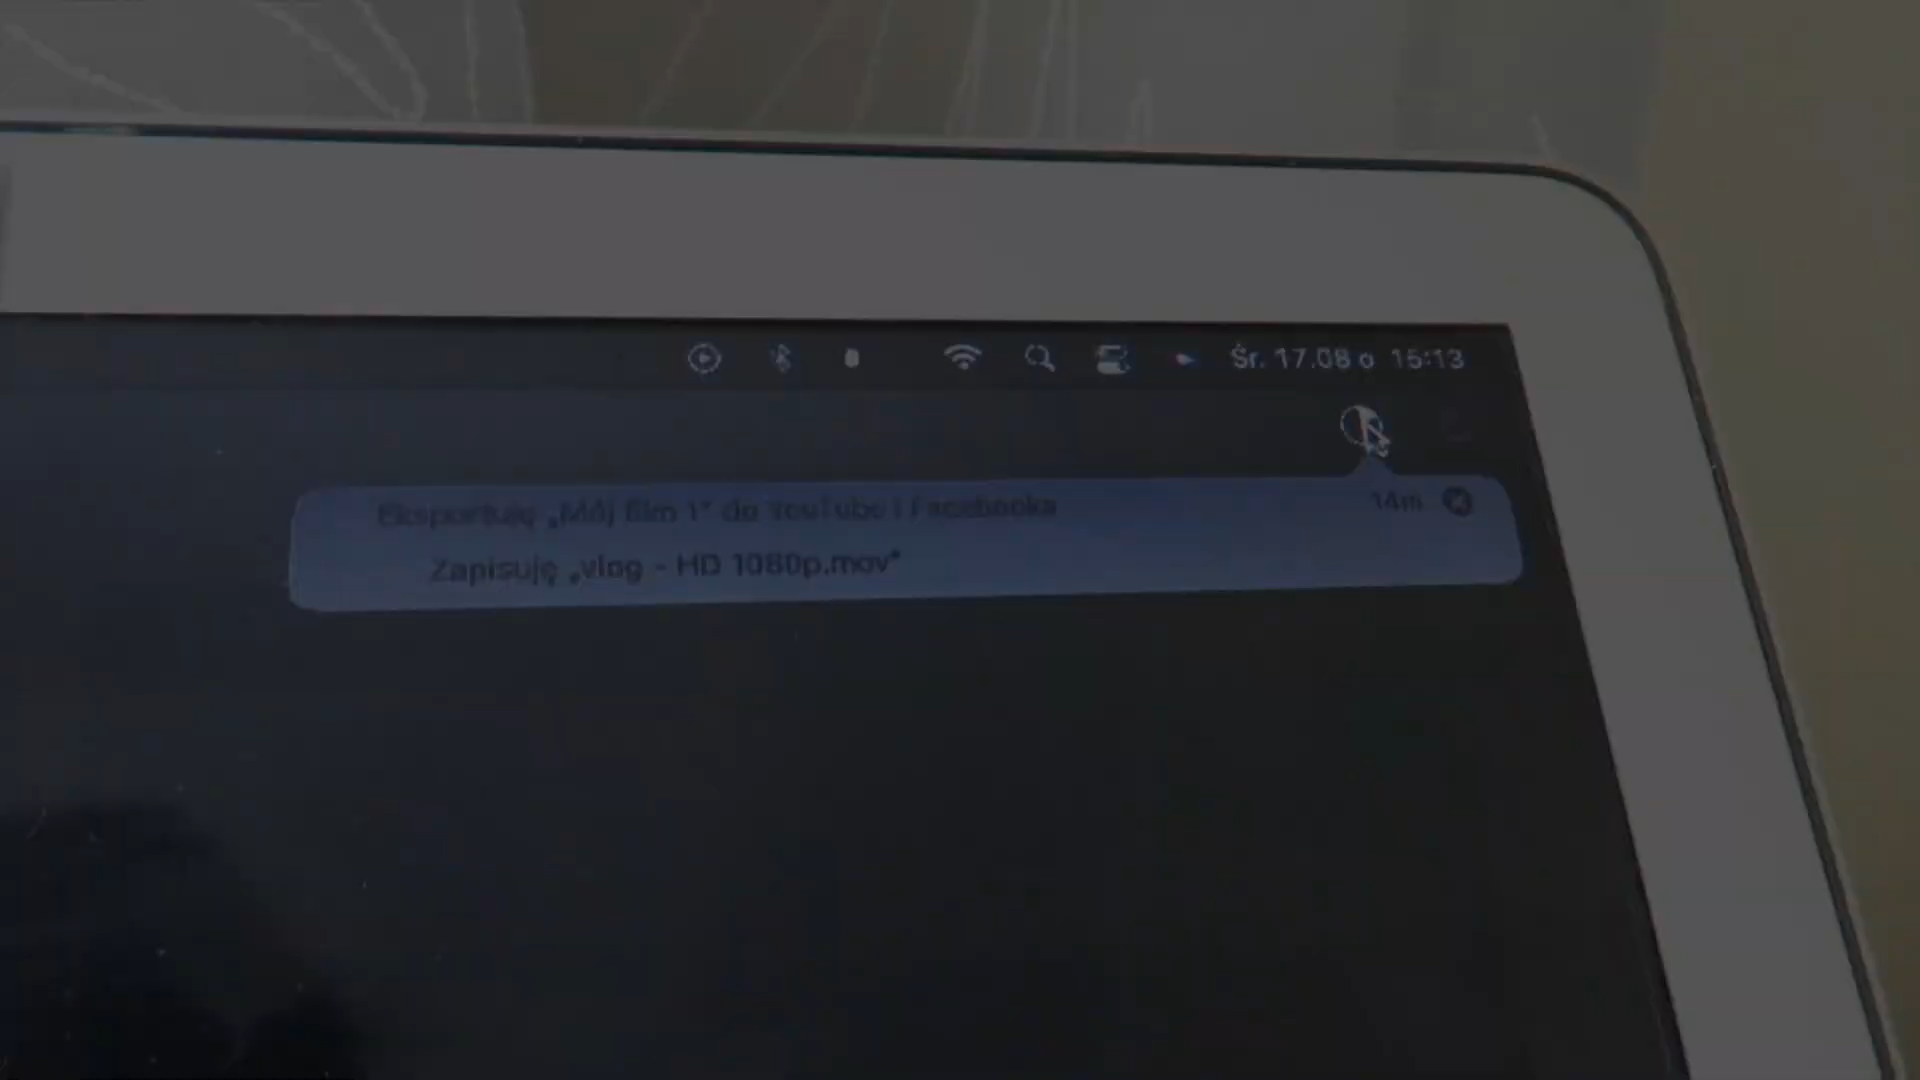 Śr. 17.08 o 15:13
Eksportuję „Mój film 1” do YouTube i Facebooka 14m
Zapisuję „vlog - HD 1080p.mov”